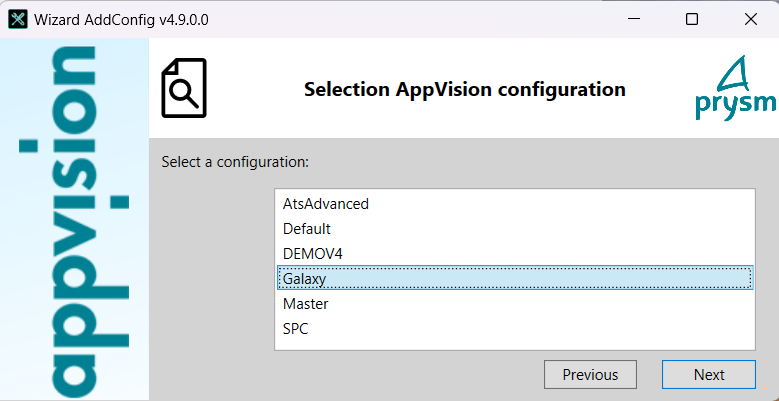 Wizard AddConfig v4.9.0.0
appvision
Selection AppVision configuration
prysm
Select a configuration:
AtsAdvanced
Default
DEMOV4
Galaxy
Master
SPC
Previous
Next